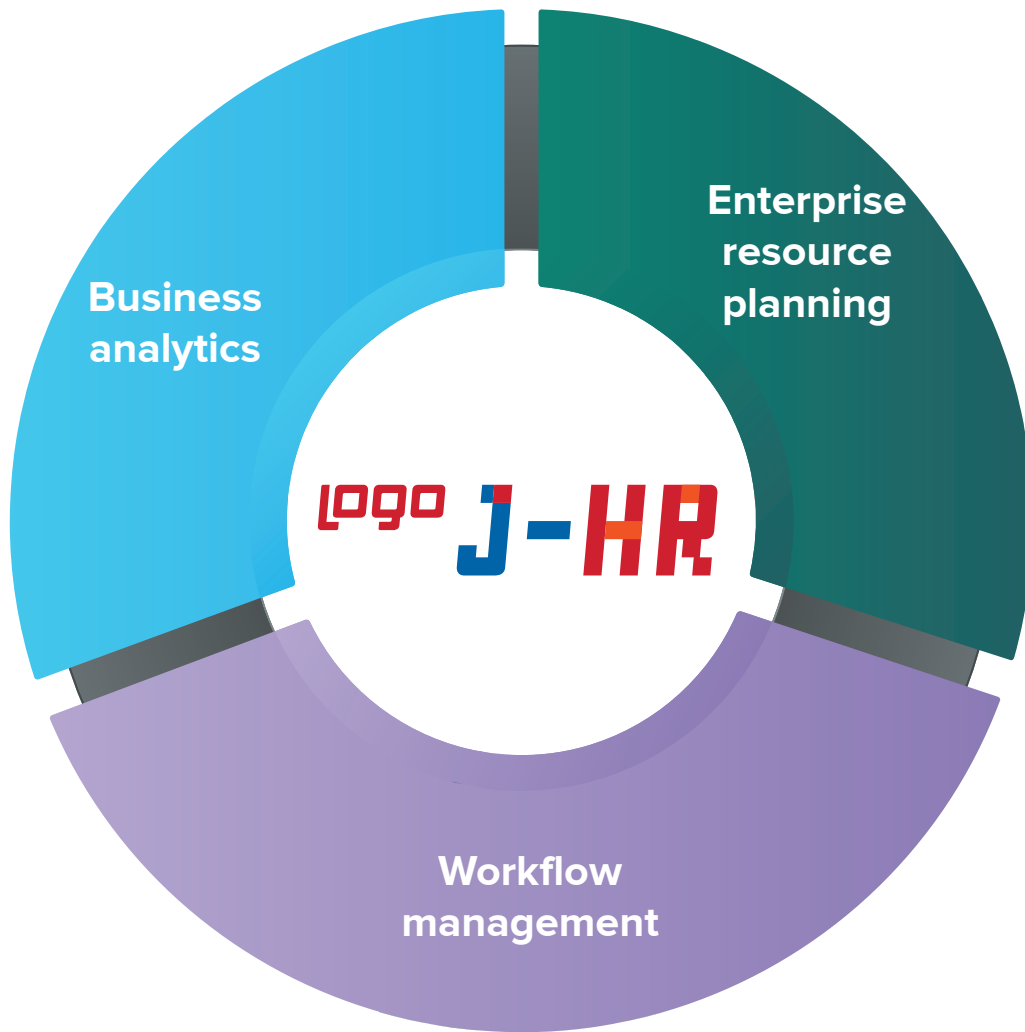 Enterprise
resource
planning
Business
analytics
Logo J-HR
Workflow
management